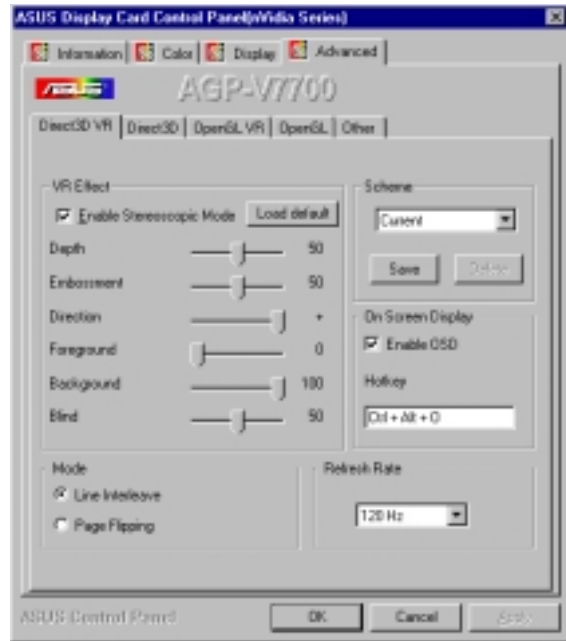 ASUS Display Card Control Panel(nVidia Series)
Information Color Display Advanced
ASUS AGP-V7700
Direct3D VR Direct3D OpenGL VR OpenGL Other
VR Effect
Enable Stereoscopic Mode Load default
Depth 50
Embossment 50
Direction +
Foreground 0
Background 100
Blind 50
Scheme
Current
Save Delete
On Screen Display
Enable OSD
Hotkey
Ctrl + Alt + O
Mode
Line Interleave
Page Flipping
Refresh Rate
120 Hz
ASUS Control Panel OK Cancel Apply